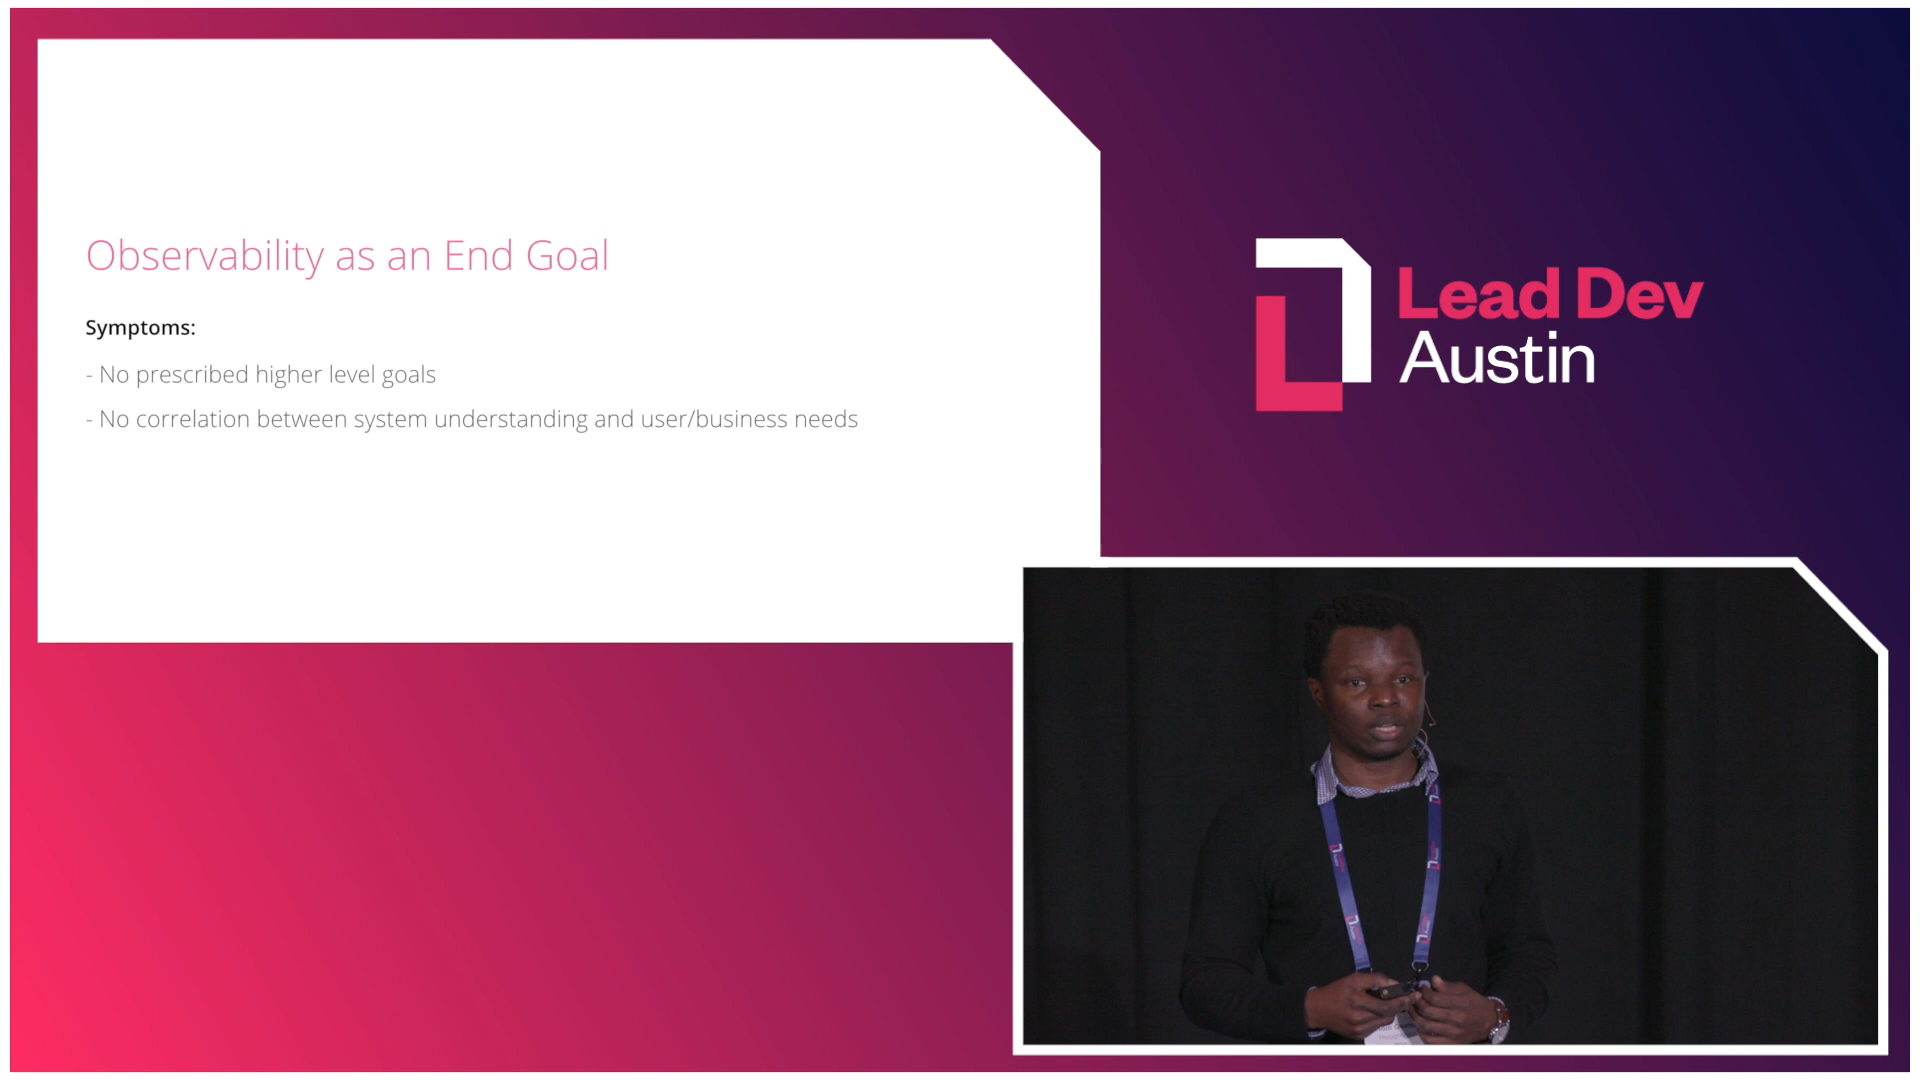 Observability as an End Goal
Symptoms:
- No prescribed higher level goals
- No correlation between system understanding and user/business needs
Lead Dev
Austin